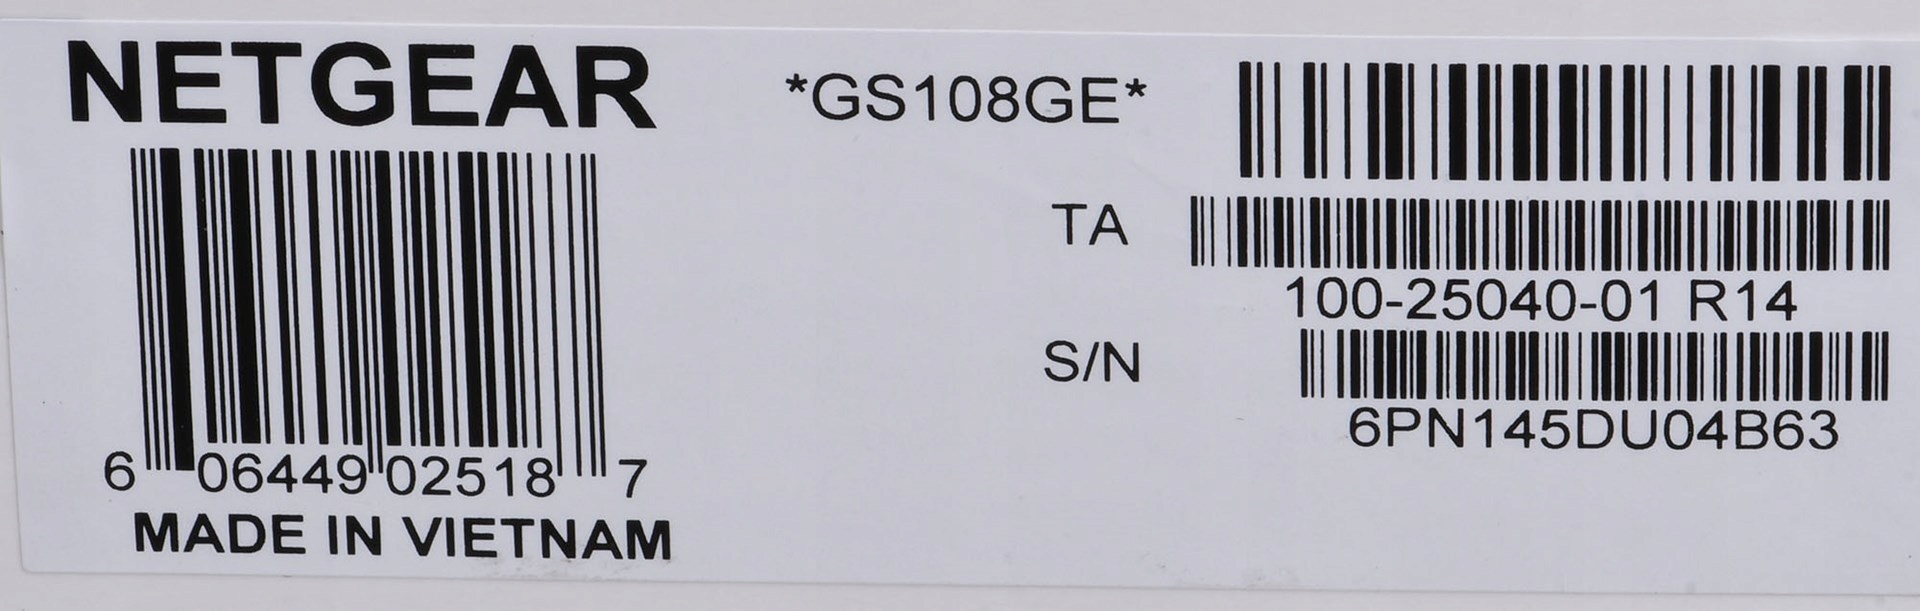 NETGEAR
*GS108GE*
TA
100-25040-01 R14
S/N
6PN145DU04B63
6 06449 02518 7
MADE IN VIETNAM